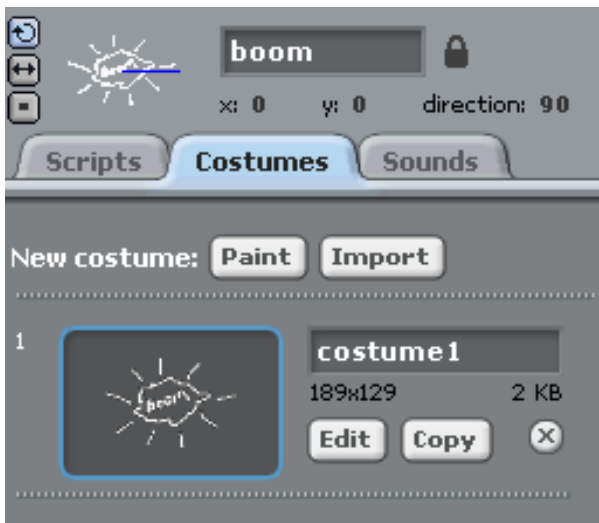 boom
x: 0 y: 0 direction: 90
Scripts Costumes Sounds
New costume: Paint Import
1
costume1
boom
189x129 2 KB
Edit Copy